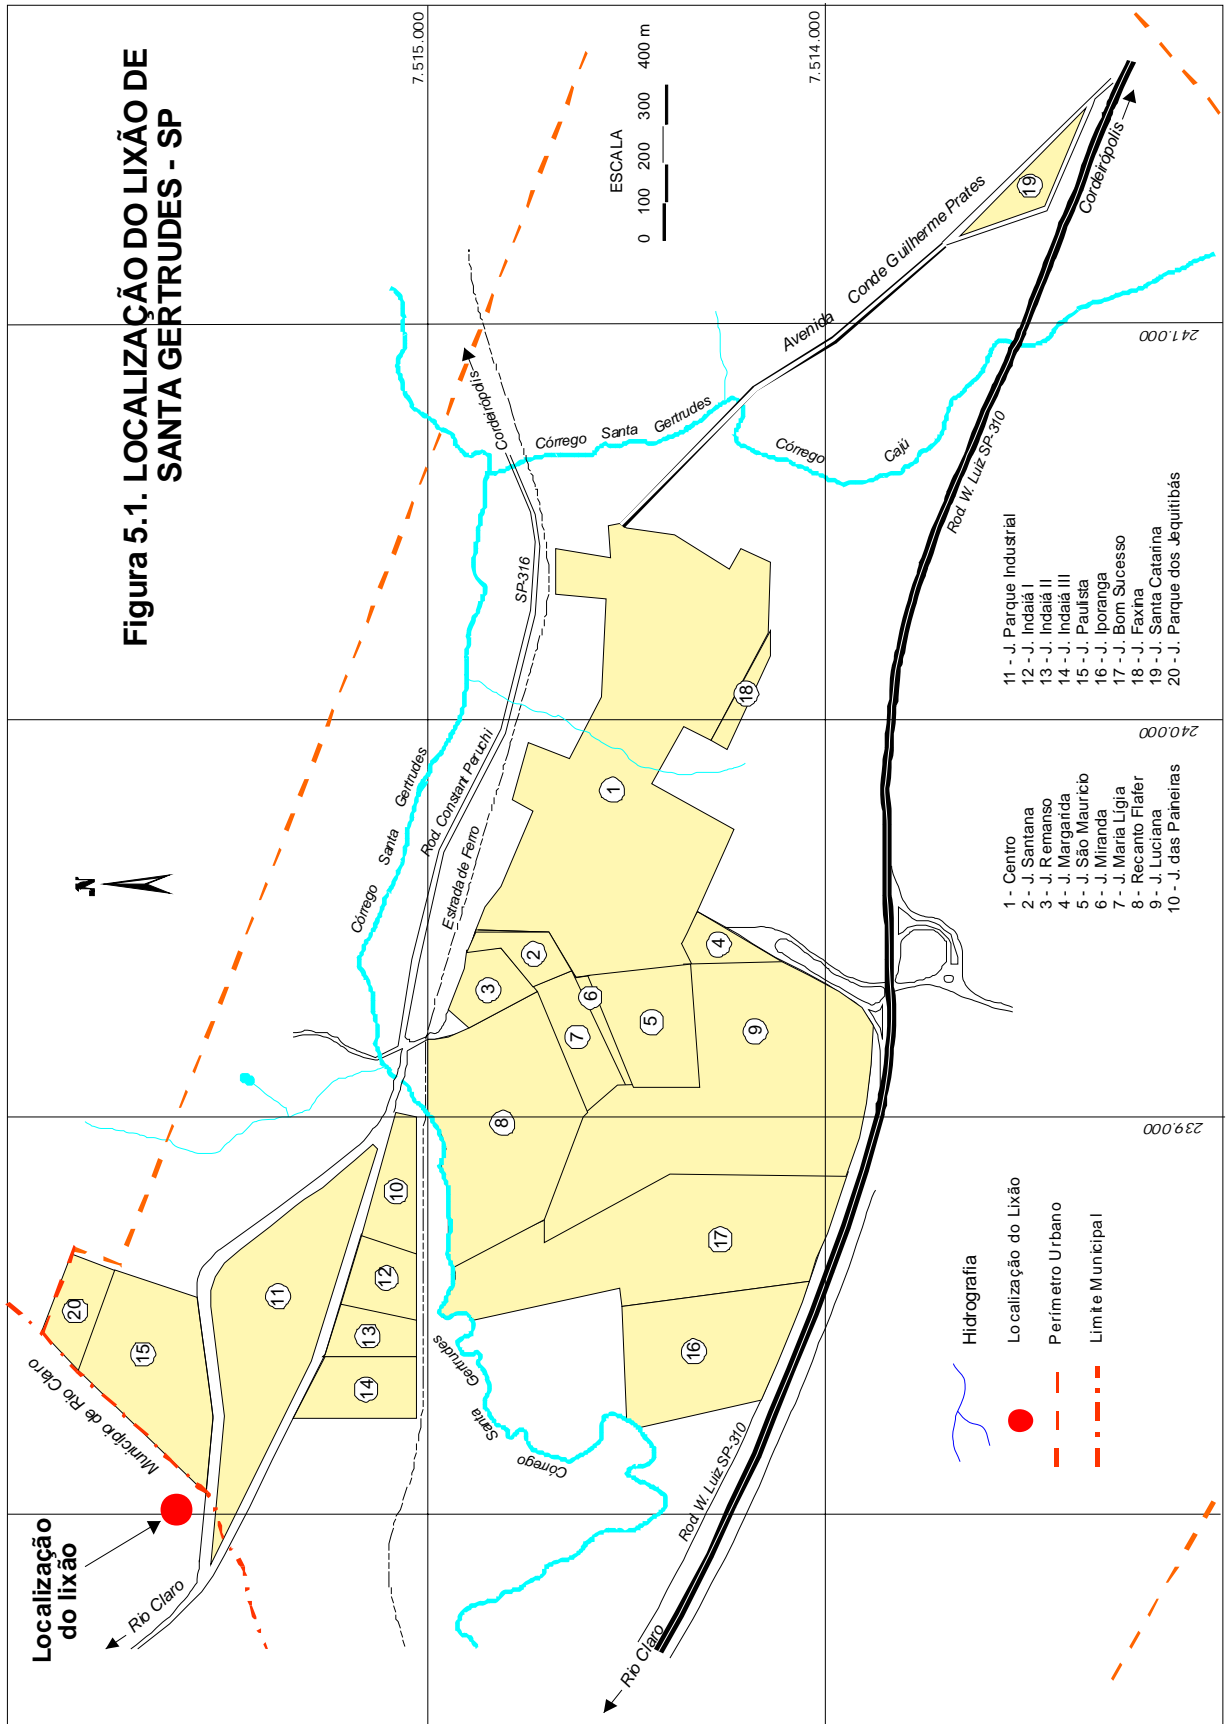 Figura 5.1. LOCALIZAÇÃO DO LIXÃO DE
SANTA GERTRUDES - SP
N
Localização
do lixão
Rio Claro
Município de Rio Claro
20
15
11
14
13
12
10
Córrego Santa Gertrudes
Rod. Constant Peruchi
SP-316
Cordeirópolis
Estrada de Ferro
7.515.000
ESCALA
0 100 200 300 400 m
Córrego Santa Gertrudes
Córrego Santa Gertrudes
8
3
2
7
6
5
1
16
17
9
4
18
Avenida Conde Guilherme Prates
19
Córrego Cajú
7.514.000
Rio Claro
Rod. W. Luiz SP-310
Rod. W. Luiz SP-310
Cordeirópolis
Hidrografia
Localização do Lixão
Perímetro Urbano
Limite Municipal
1 - Centro
2 - J. Santana
3 - J. Remanso
4 - J. Margarida
5 - J. São Maurício
6 - J. Miranda
7 - J. Maria Lígia
8 - Recanto Flafer
9 - J. Luciana
10 - J. das Paineiras
11 - J. Parque Industrial
12 - J. Indaiá I
13 - J. Indaiá II
14 - J. Indaiá III
15 - J. Paulista
16 - J. Iporanga
17 - J. Bom Sucesso
18 - J. Faxina
19 - J. Santa Catarina
20 - J. Parque dos Jequitibás
239.000
240.000
241.000